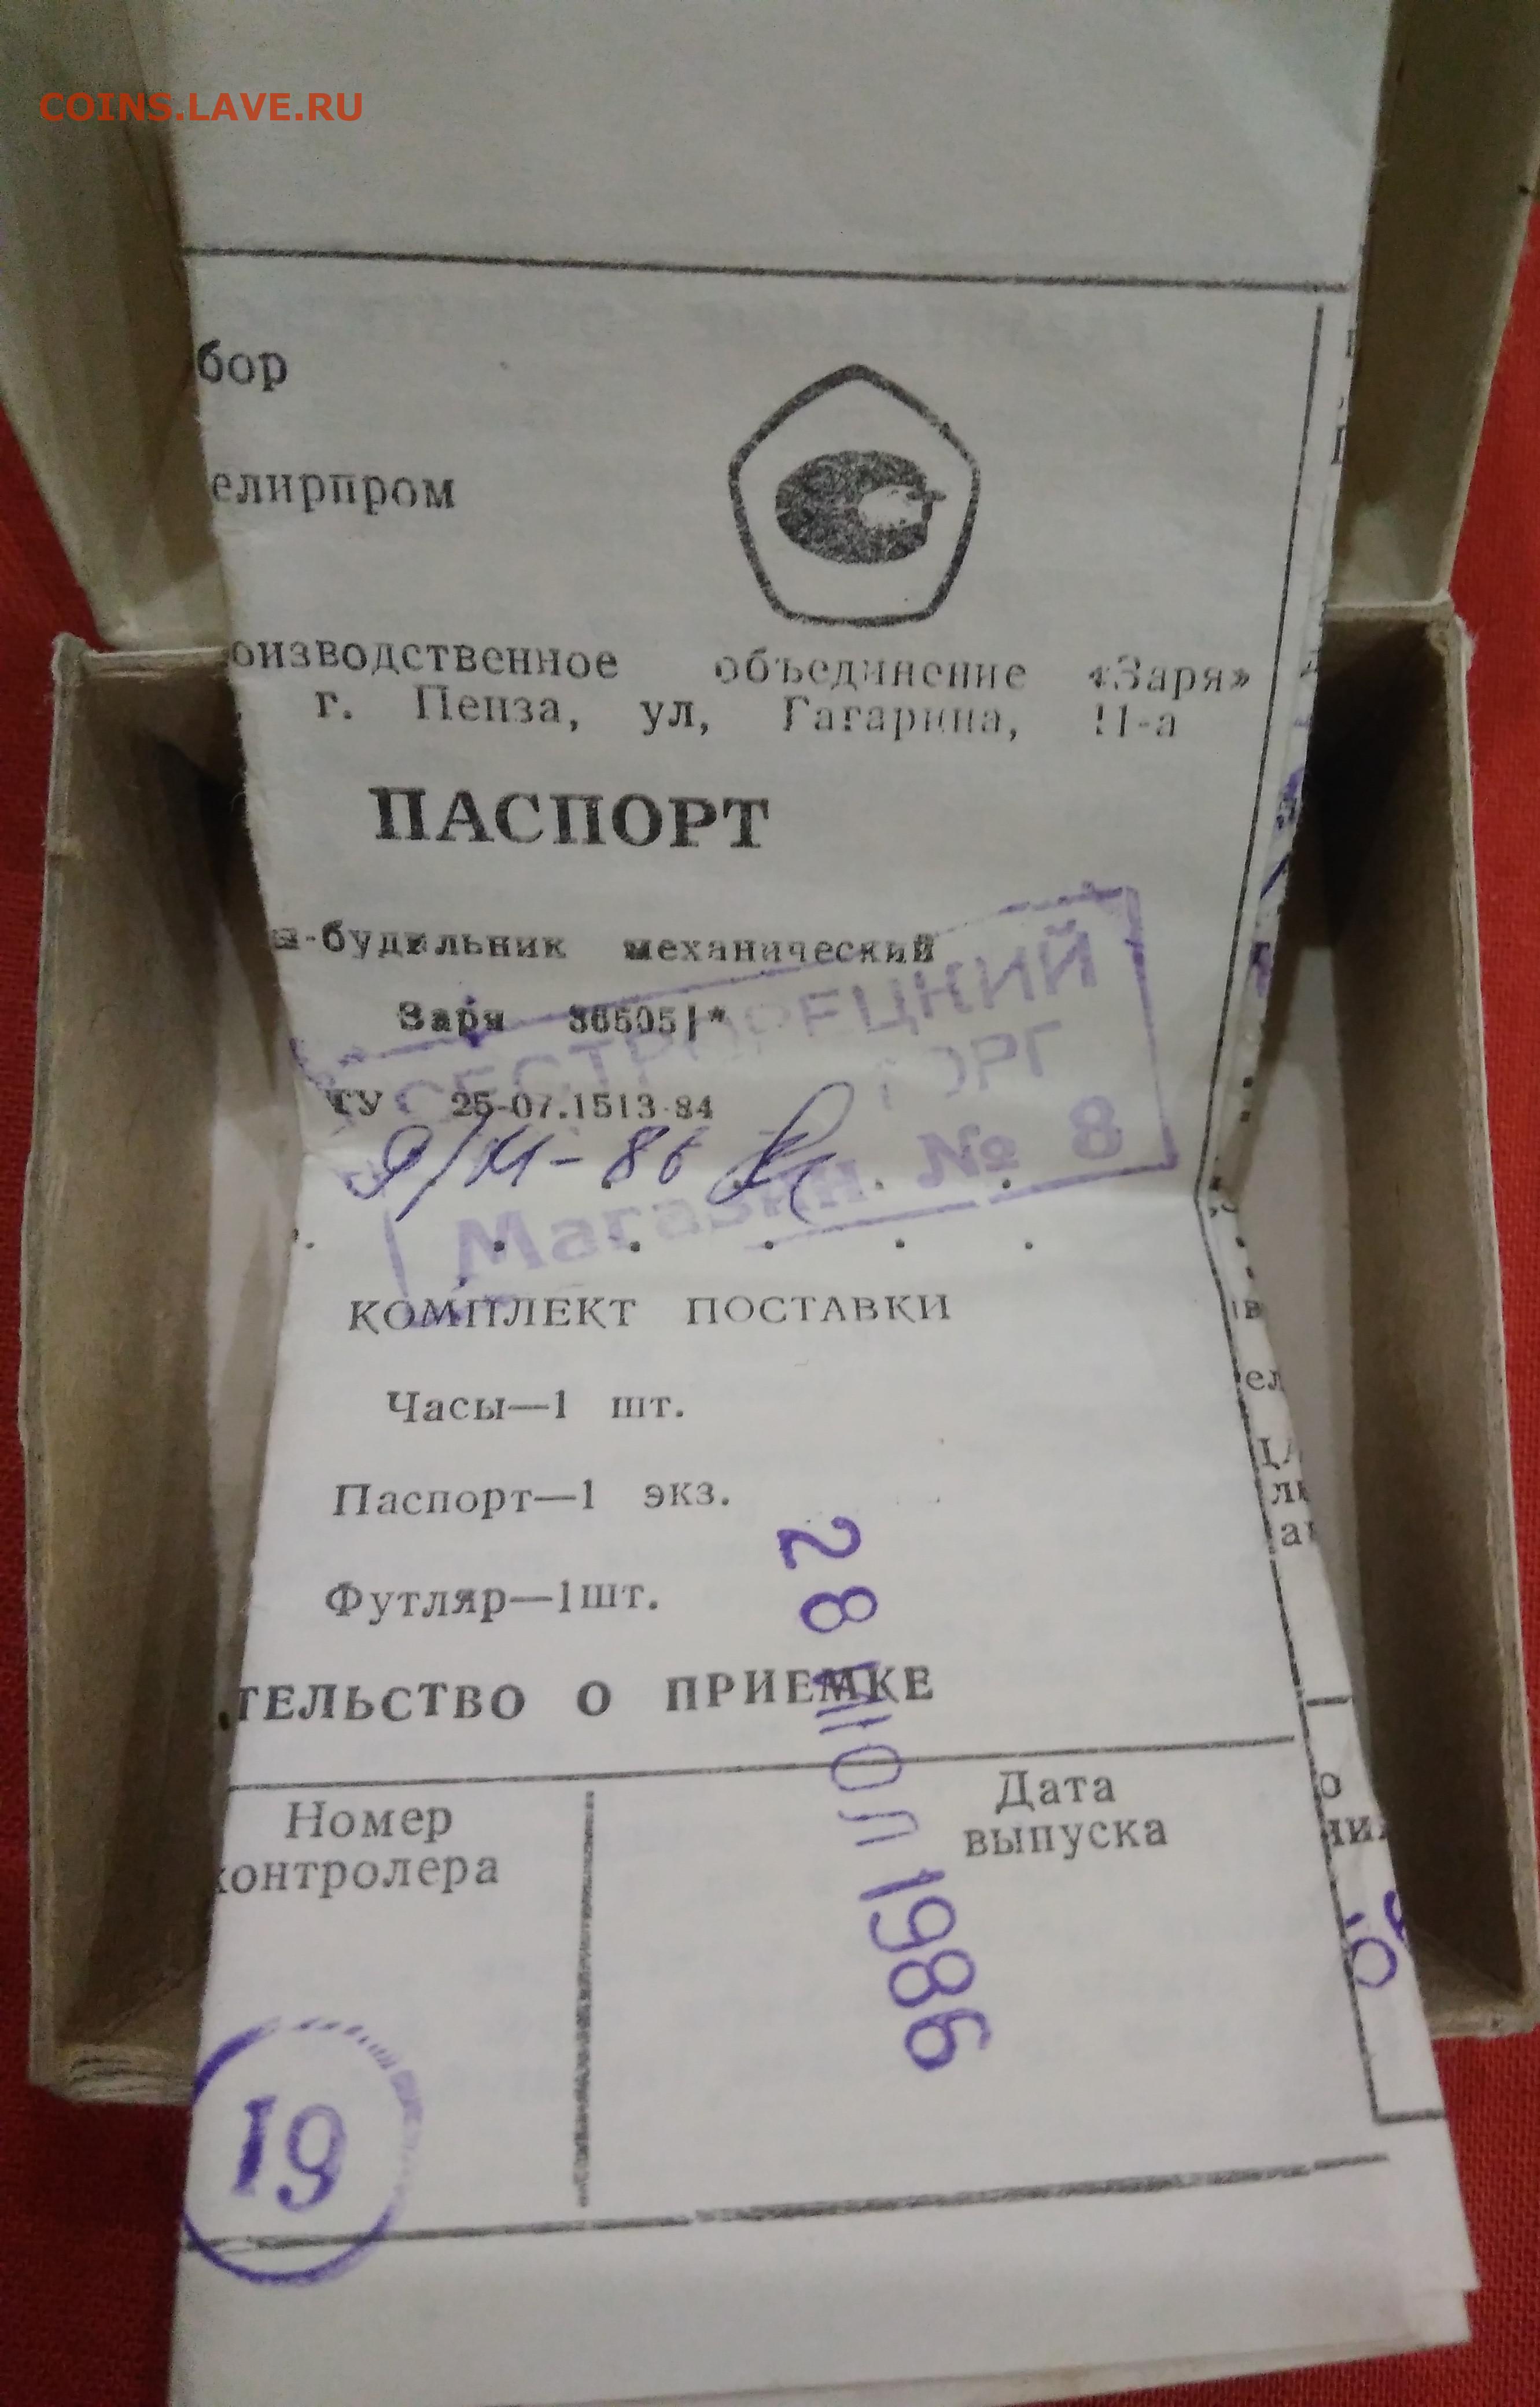 COINS.LAVE.RU
бор
елирпром
оизводственное объединение «Заря»
г. Пенза, ул, Гагарина, 11-а
ПАСПОРТ
ы-будильник механический
Заря
ТУ 25-07.1513-84
СЕСТРОРЕЦКИЙ
ТОРГ
Магазин № 8
КОМПЛЕКТ ПОСТАВКИ
Часы—1 шт.
Паспорт—1 экз.
Футляр—1шт.
ТЕЛЬСТВО О ПРИЕМКЕ
28 ИЮЛ 1986
Номер
контролера
Дата
выпуска
19